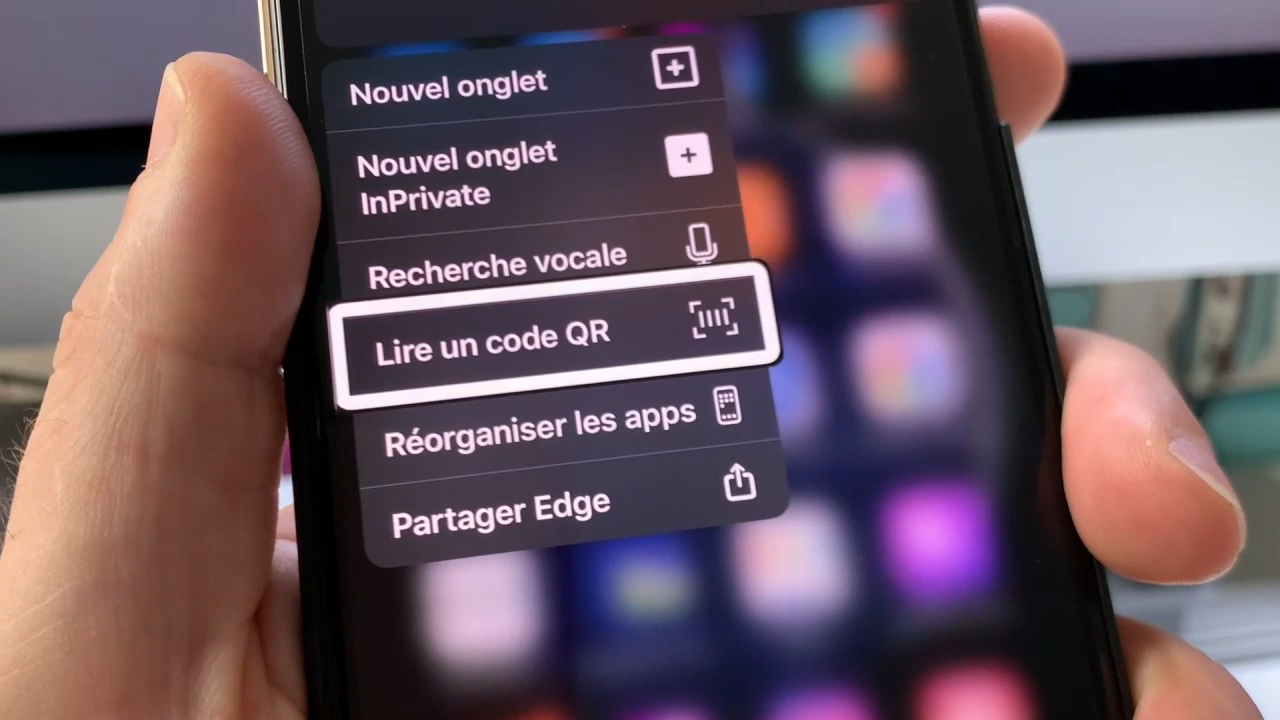 Nouvel onglet
Nouvel onglet
InPrivate
Recherche vocale
Lire un code QR
Réorganiser les apps
Partager Edge